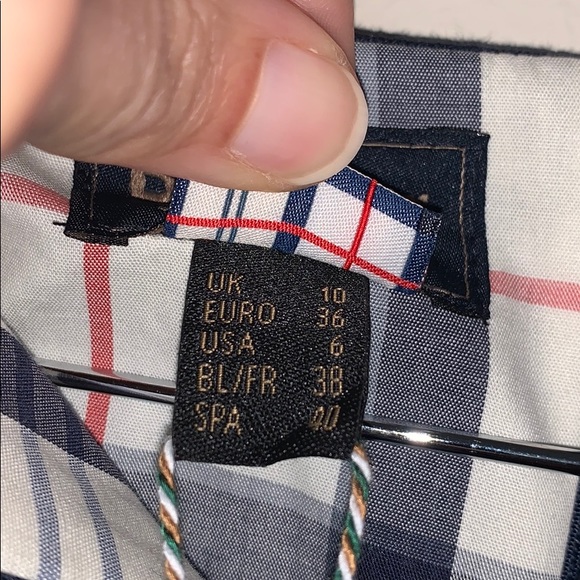 UK 10
EURO 36
USA 6
BL/FR 38
SPA 40